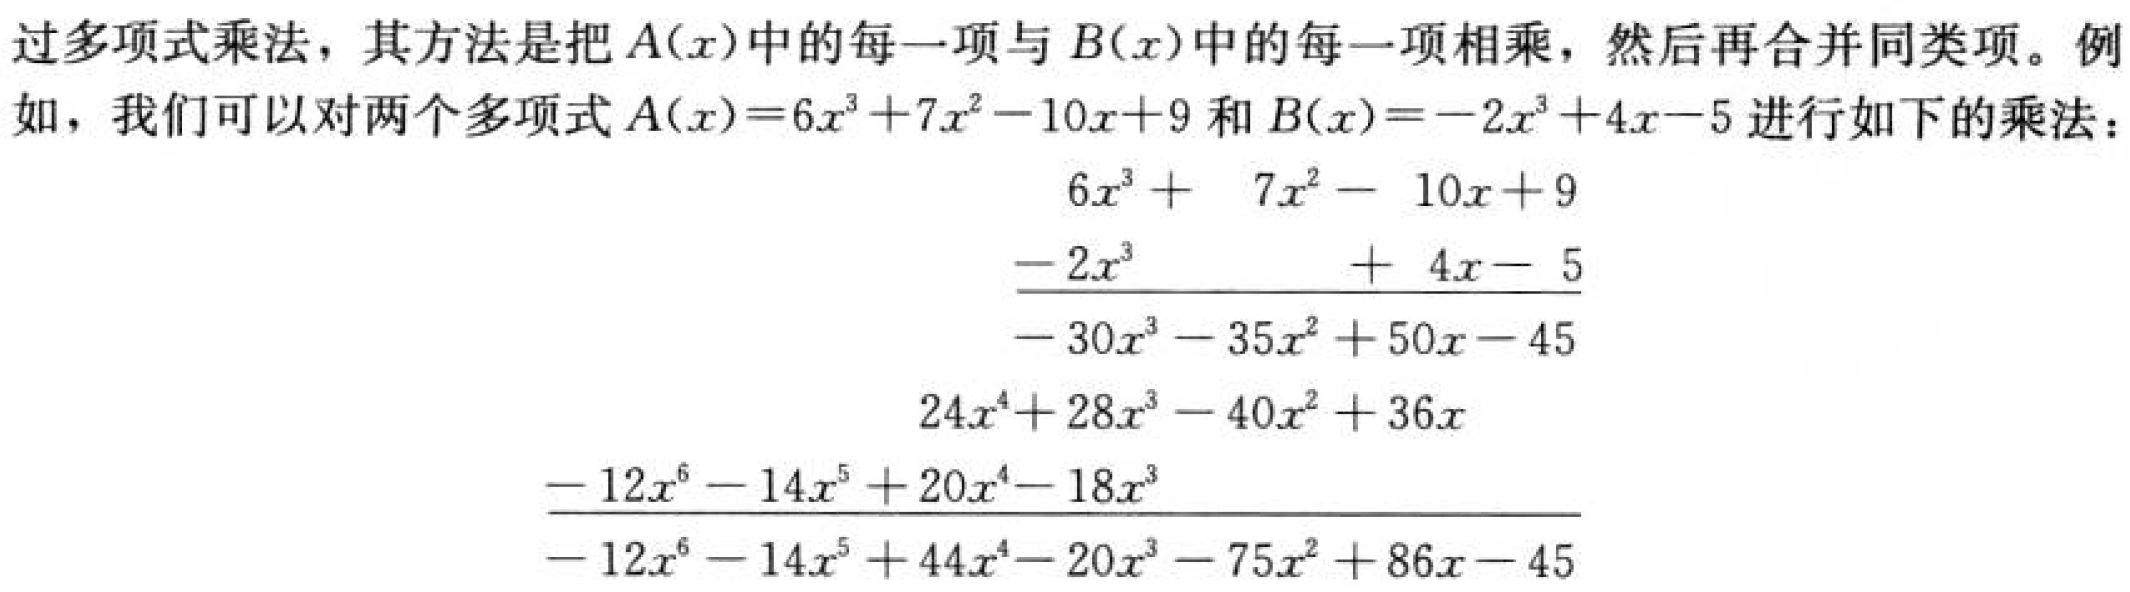 过多项式乘法，其方法是把 A(x)中的每一项与 B(x)中的每一项相乘，然后再合并同类项。例
如，我们可以对两个多项式 A(x)=6x³+7x²-10x+9 和 B(x)=-2x³+4x-5 进行如下的乘法：
6x³+ 7x²- 10x+9
-2x³ + 4x- 5
-30x³-35x²+50x-45
24x⁴+28x³-40x²+36x
-12x⁶-14x⁵+20x⁴-18x³
-12x⁶-14x⁵+44x⁴-20x³-75x²+86x-45